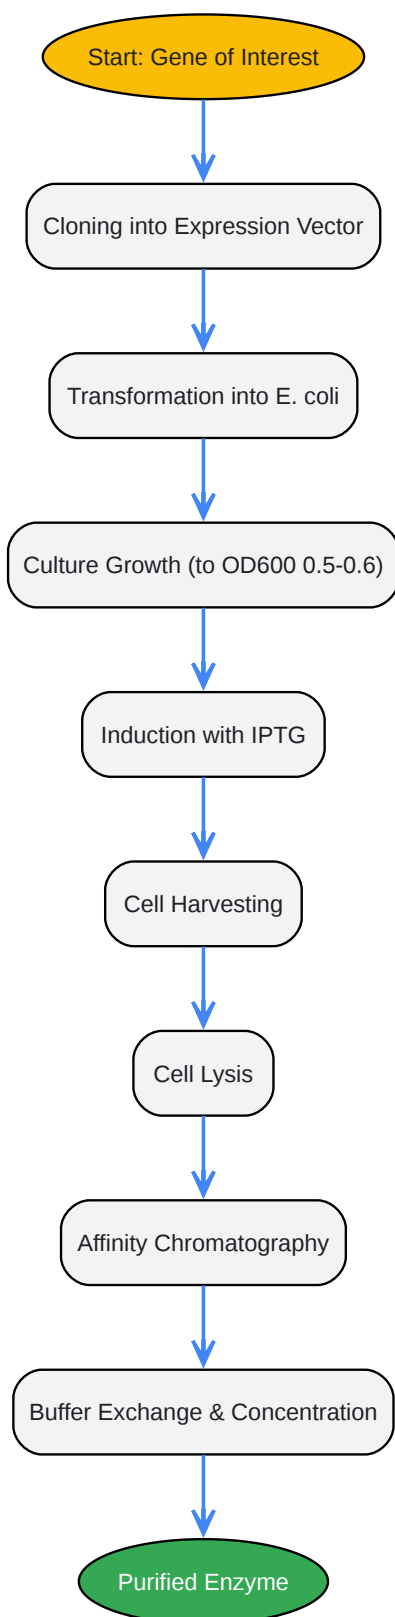 Start: Gene of Interest
Cloning into Expression Vector
Transformation into E. coli
Culture Growth (to OD600 0.5-0.6)
Induction with IPTG
Cell Harvesting
Cell Lysis
Affinity Chromatography
Buffer Exchange & Concentration
Purified Enzyme